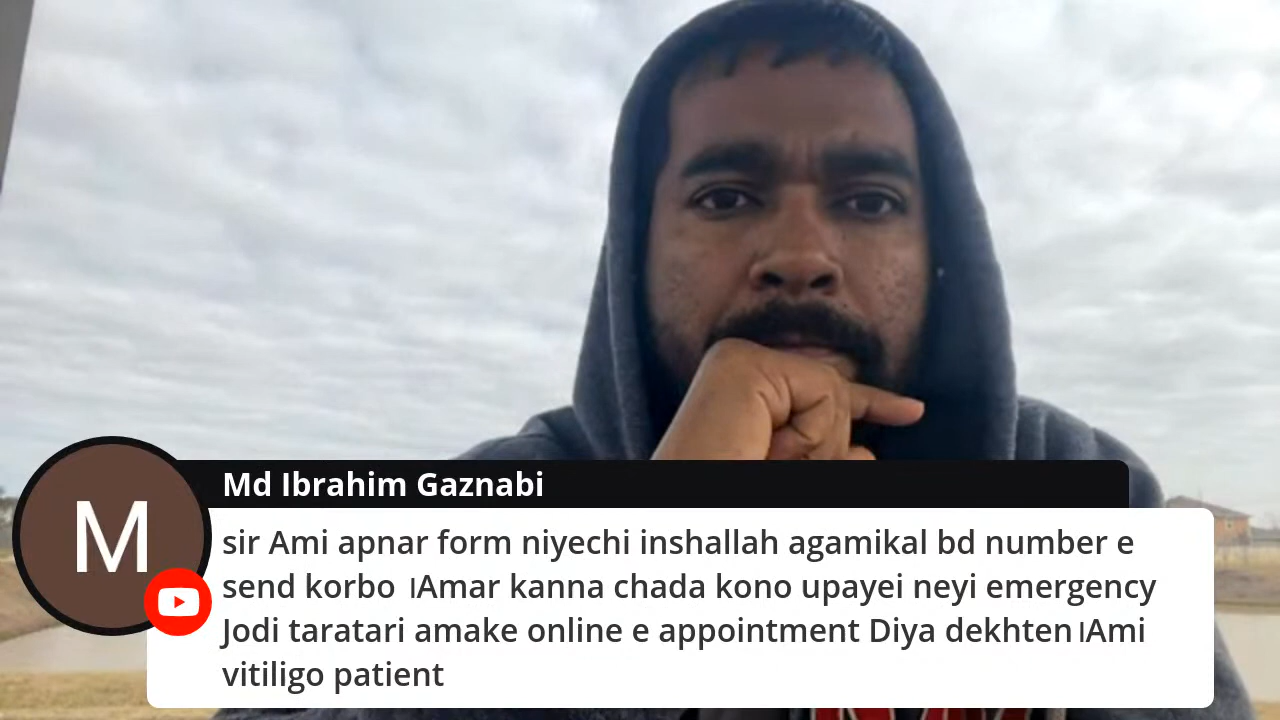 Md Ibrahim Gaznabi
M
sir Ami apnar form niyechi inshallah agamikal bd number e
send korbo ।Amar kanna chada kono upayei neyi emergency
Jodi taratari amake online e appointment Diya dekhten।Ami
vitiligo patient